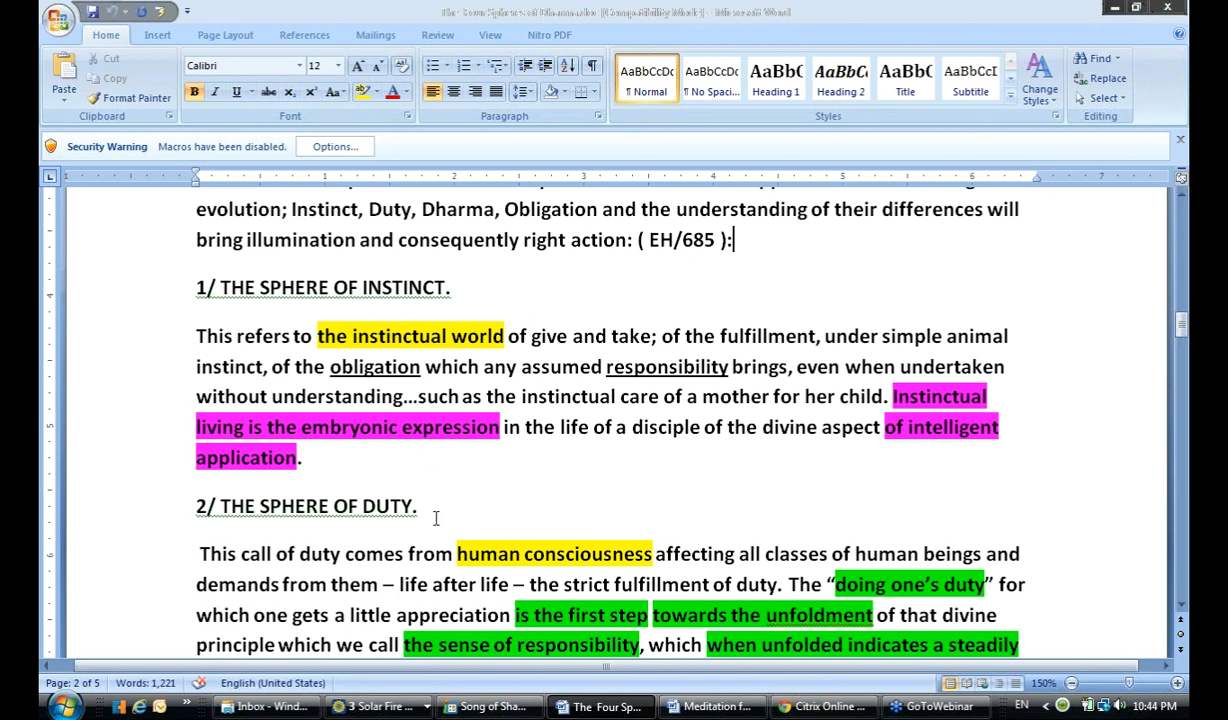 The Four Spheres of Dharma.doc [Compatibility Mode] - Microsoft Word
Home Insert Page Layout References Mailings Review View Nitro PDF
Paste
Cut
Copy
Format Painter
Clipboard
Calibri 12
Font
Paragraph
AaBbCcDc AaBbCcDc AaBbC AaBbCc AaBbC AaBbCcI
¶ Normal ¶ No Spaci... Heading 1 Heading 2 Title Subtitle
Change Styles
Styles
Find
Replace
Select
Editing
Security Warning Macros have been disabled. Options...
evolution; Instinct, Duty, Dharma, Obligation and the understanding of their differences will
bring illumination and consequently right action: ( EH/685 ):
1/ THE SPHERE OF INSTINCT.
This refers to the instinctual world of give and take; of the fulfillment, under simple animal
instinct, of the obligation which any assumed responsibility brings, even when undertaken
without understanding…such as the instinctual care of a mother for her child. Instinctual
living is the embryonic expression in the life of a disciple of the divine aspect of intelligent
application.
2/ THE SPHERE OF DUTY.
This call of duty comes from human consciousness affecting all classes of human beings and
demands from them – life after life – the strict fulfillment of duty. The “doing one’s duty” for
which one gets a little appreciation is the first step towards the unfoldment of that divine
principle which we call the sense of responsibility, which when unfolded indicates a steadily
Page: 2 of 5 Words: 1,221 English (United States) 150%
Inbox - Wind... 3 Solar Fire ... Song of Sha... The Four Sp... Meditation f... Citrix Online ... GoToWebinar EN 10:44 PM